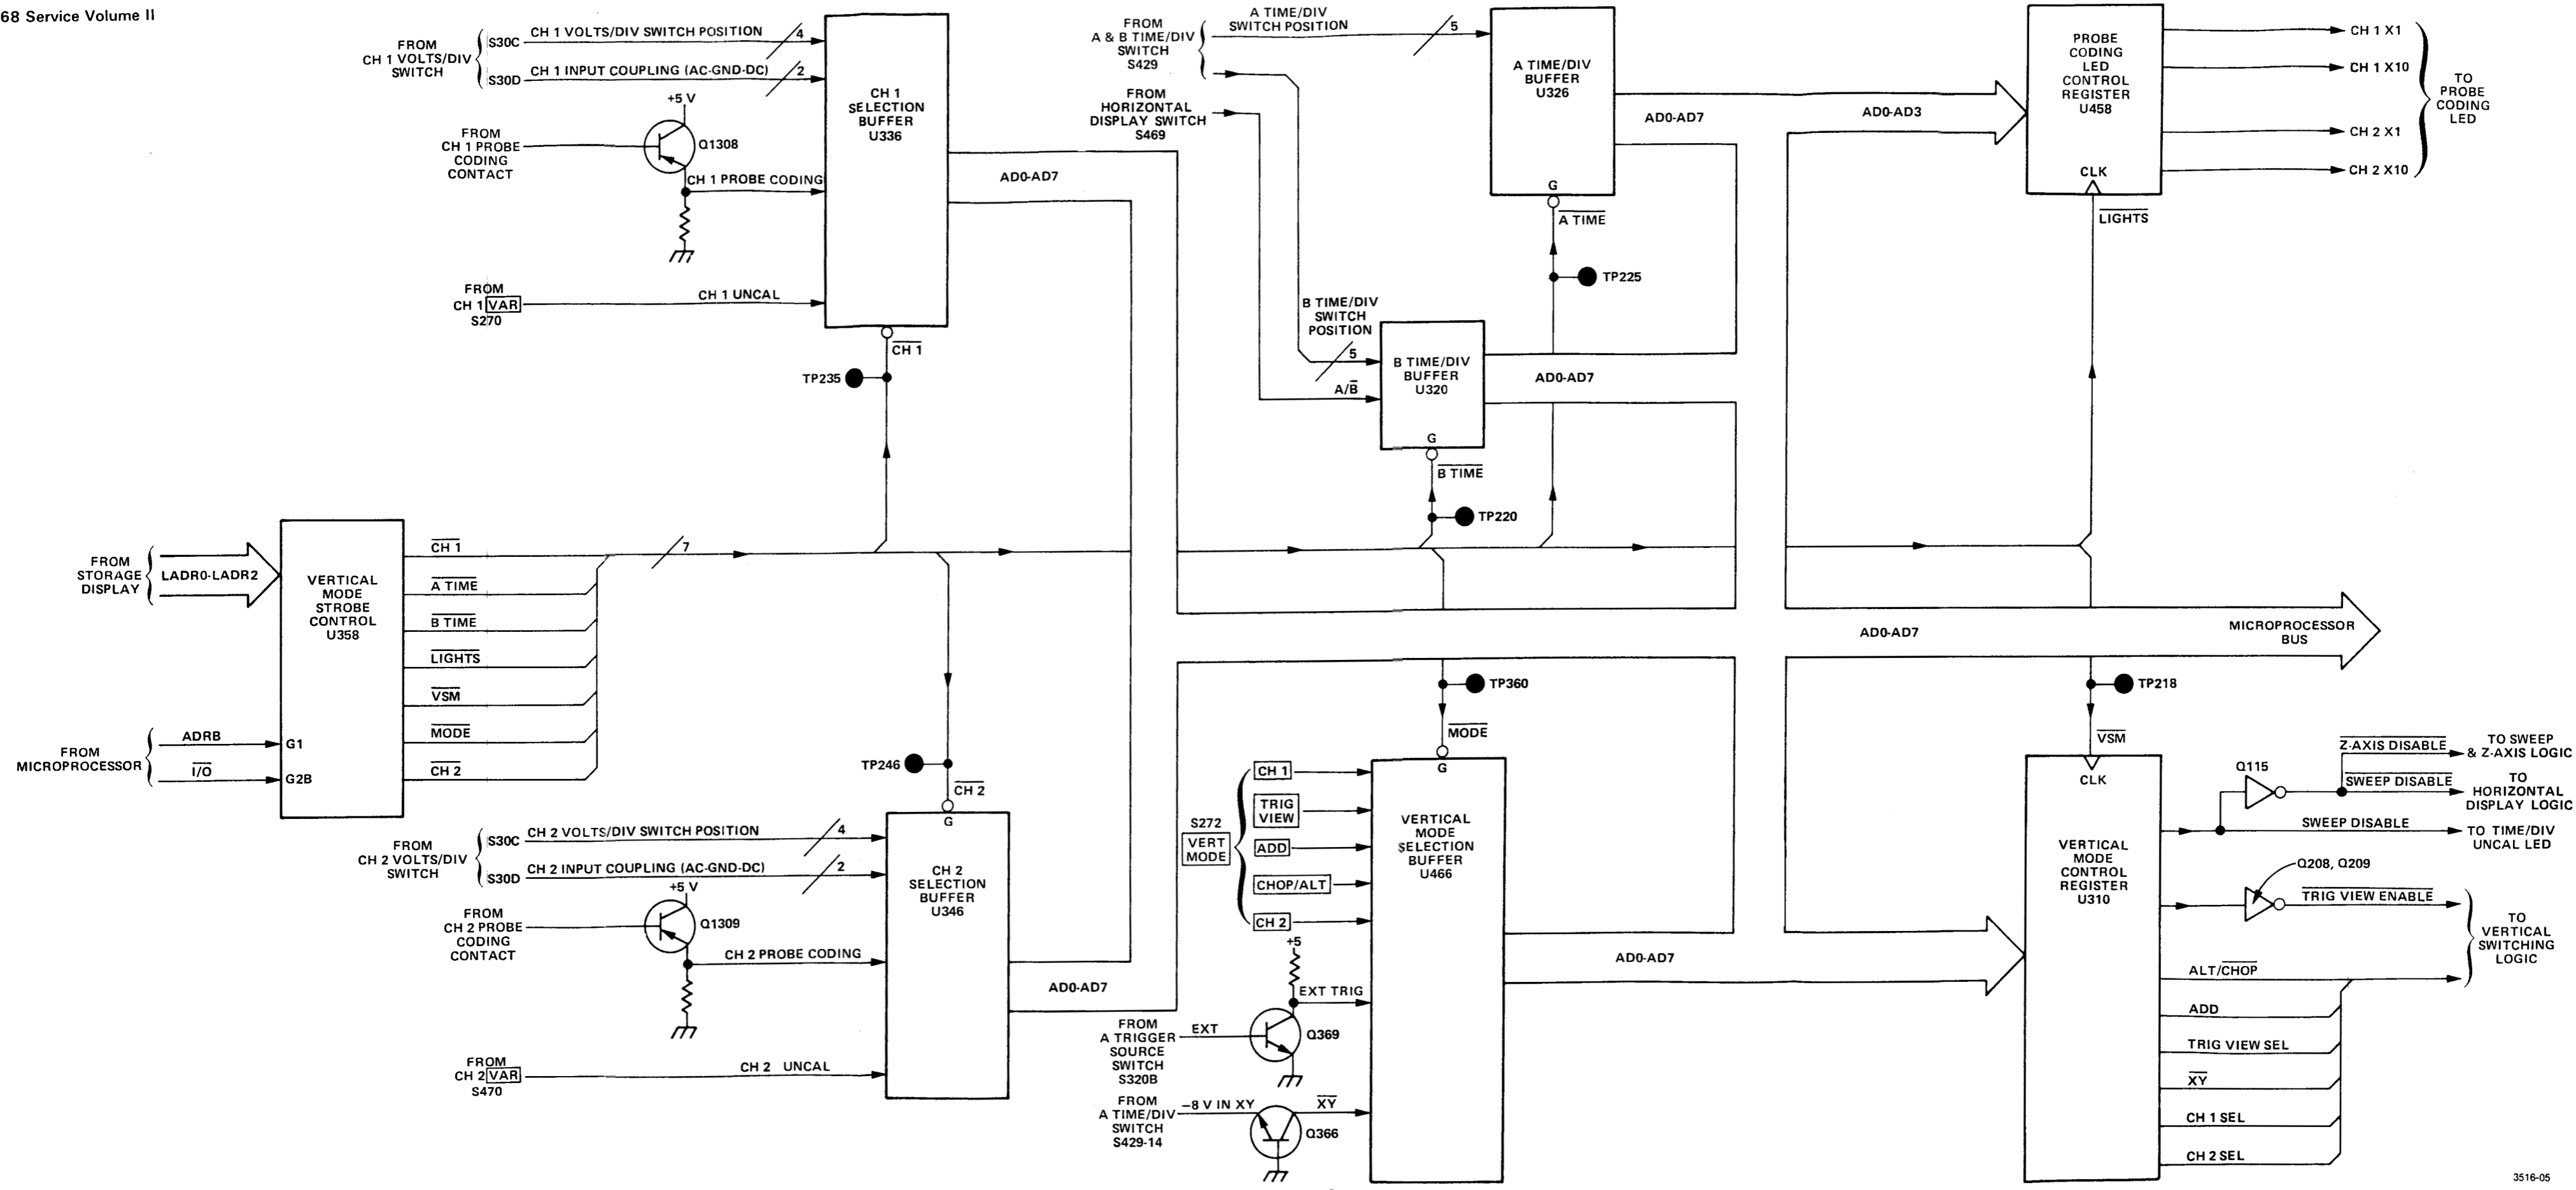 68 Service Volume II
FROM
CH 1 VOLTS/DIV
SWITCH
S30C
CH 1 VOLTS/DIV SWITCH POSITION
4
S30D
CH 1 INPUT COUPLING (AC-GND-DC)
2
+5 V
FROM
CH 1 PROBE
CODING
CONTACT
Q1308
CH 1 PROBE CODING
FROM
CH 1 VAR
S270
CH 1 UNCAL
CH 1
SELECTION
BUFFER
U336
CH 1
TP235
AD0-AD7
FROM
A & B TIME/DIV
SWITCH
S429
A TIME/DIV
SWITCH POSITION
5
FROM
HORIZONTAL
DISPLAY SWITCH
S469
A TIME/DIV
BUFFER
U326
G
A TIME
TP225
AD0-AD7
B TIME/DIV
SWITCH
POSITION
5
A/B
B TIME/DIV
BUFFER
U320
G
B TIME
TP220
AD0-AD7
AD0-AD3
PROBE
CODING
LED
CONTROL
REGISTER
U458
CLK
LIGHTS
CH 1 X1
CH 1 X10
CH 2 X1
CH 2 X10
TO
PROBE
CODING
LED
FROM
STORAGE
DISPLAY
LADR0-LADR2
VERTICAL
MODE
STROBE
CONTROL
U358
FROM
MICROPROCESSOR
ADRB
G1
I/O
G2B
CH 1
A TIME
B TIME
LIGHTS
VSM
MODE
CH 2
7
AD0-AD7
MICROPROCESSOR
BUS
TP246
CH 2
G
FROM
CH 2 VOLTS/DIV
SWITCH
S30C
CH 2 VOLTS/DIV SWITCH POSITION
4
S30D
CH 2 INPUT COUPLING (AC-GND-DC)
2
+5 V
FROM
CH 2 PROBE
CODING
CONTACT
Q1309
CH 2 PROBE CODING
FROM
CH 2 VAR
S470
CH 2 UNCAL
CH 2
SELECTION
BUFFER
U346
AD0-AD7
TP360
MODE
G
S272
VERT
MODE
CH 1
TRIG
VIEW
ADD
CHOP/ALT
CH 2
+5
EXT TRIG
FROM
A TRIGGER
SOURCE
SWITCH
S320B
EXT
Q369
FROM
A TIME/DIV
SWITCH
S429-14
-8 V IN XY
XY
Q366
VERTICAL
MODE
SELECTION
BUFFER
U466
AD0-AD7
TP218
VSM
CLK
VERTICAL
MODE
CONTROL
REGISTER
U310
Q115
Z-AXIS DISABLE
TO SWEEP
& Z-AXIS LOGIC
SWEEP DISABLE
TO
HORIZONTAL
DISPLAY LOGIC
SWEEP DISABLE
TO TIME/DIV
UNCAL LED
Q208, Q209
TRIG VIEW ENABLE
ALT/CHOP
TO
VERTICAL
SWITCHING
LOGIC
ADD
TRIG VIEW SEL
XY
CH 1 SEL
CH 2 SEL
3516-05